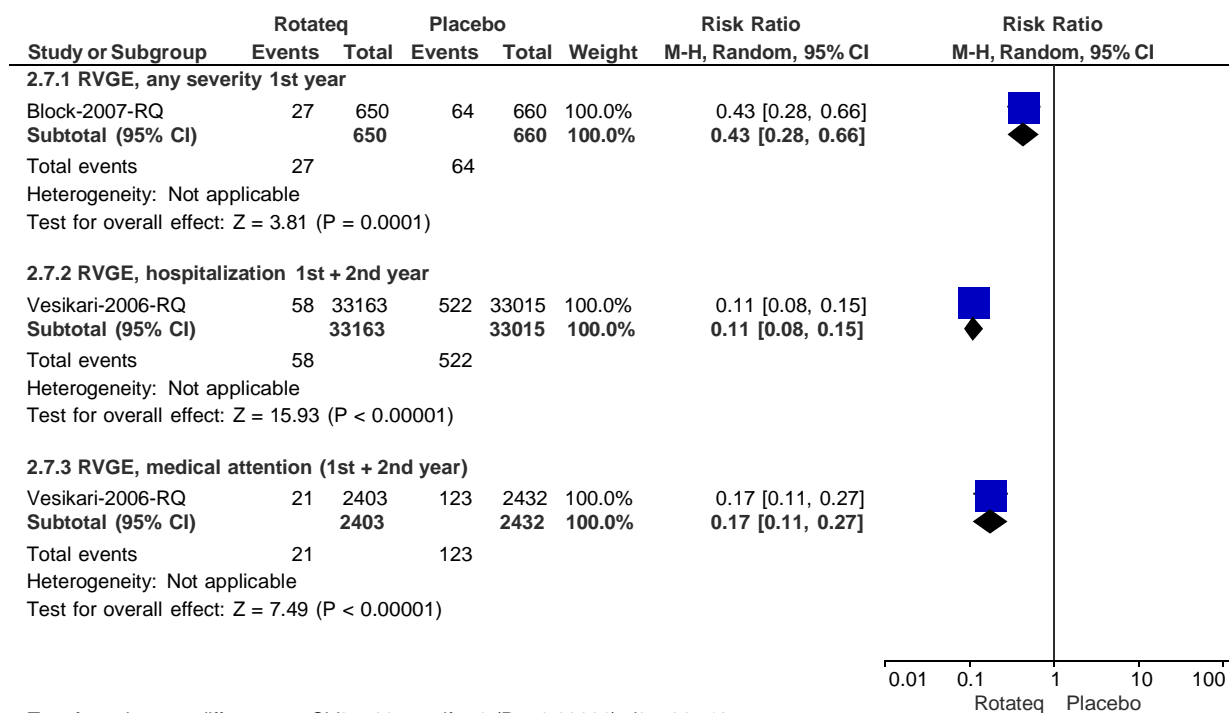 Rotateq Placebo Risk Ratio Risk Ratio
Study or Subgroup Events Total Events Total Weight M-H, Random, 95% CI M-H, Random, 95% CI
2.7.1 RVGE, any severity 1st year
Block-2007-RQ 27 650 64 660 100.0% 0.43 [0.28, 0.66]
Subtotal (95% CI) 650 660 100.0% 0.43 [0.28, 0.66]
Total events 27 64
Heterogeneity: Not applicable
Test for overall effect: Z = 3.81 (P = 0.0001)
2.7.2 RVGE, hospitalization 1st + 2nd year
Vesikari-2006-RQ 58 33163 522 33015 100.0% 0.11 [0.08, 0.15]
Subtotal (95% CI) 33163 33015 100.0% 0.11 [0.08, 0.15]
Total events 58 522
Heterogeneity: Not applicable
Test for overall effect: Z = 15.93 (P < 0.00001)
2.7.3 RVGE, medical attention (1st + 2nd year)
Vesikari-2006-RQ 21 2403 123 2432 100.0% 0.17 [0.11, 0.27]
Subtotal (95% CI) 2403 2432 100.0% 0.17 [0.11, 0.27]
Total events 21 123
Heterogeneity: Not applicable
Test for overall effect: Z = 7.49 (P < 0.00001)
0.01 0.1 1 10 100
Rotateq Placebo